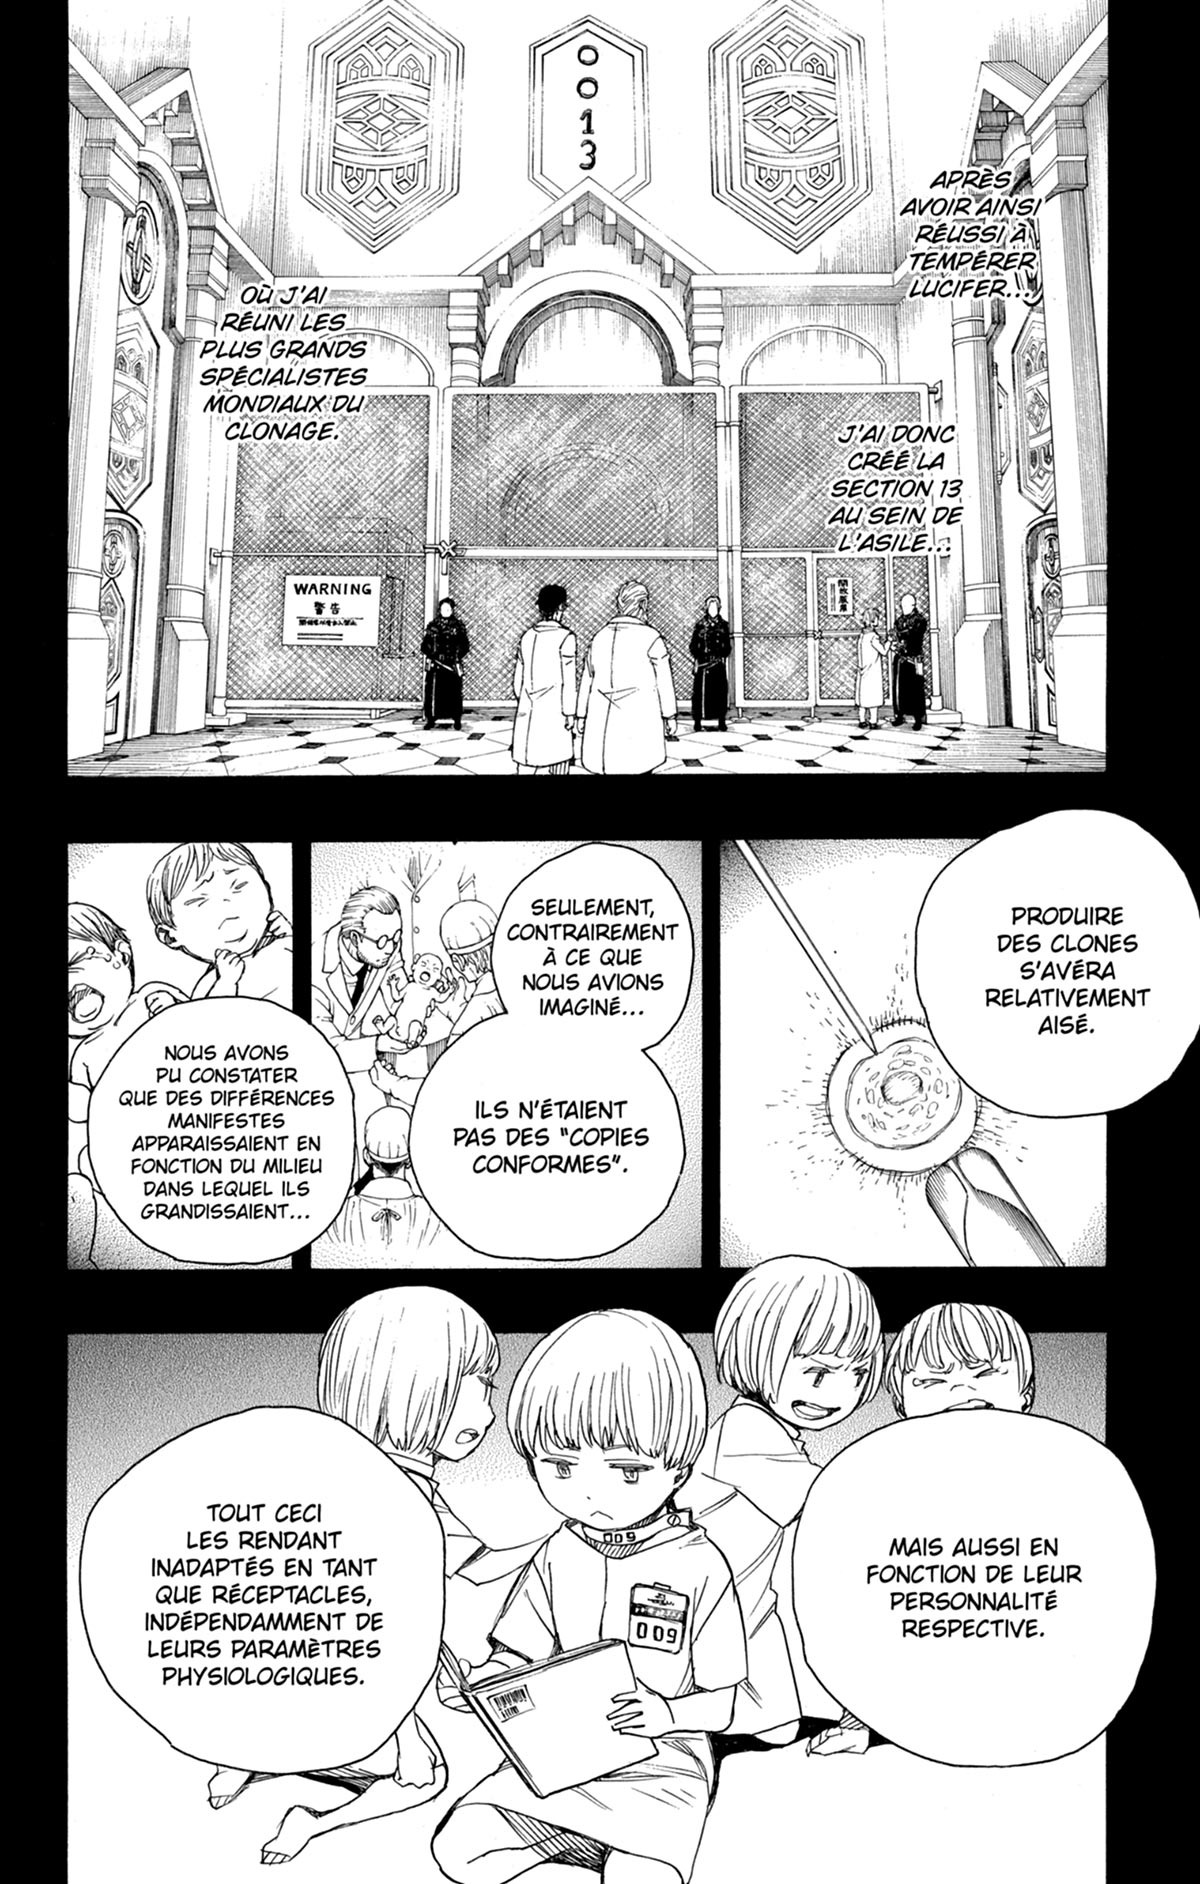 0
0
1
3
APRÈS
AVOIR AINSI
RÉUSSI À
TEMPÉRER
LUCIFER...
J'AI DONC
CRÉÉ LA
SECTION 13
AU SEIN DE
L'ASILE...
OÙ J'AI
RÉUNI LES
PLUS GRANDS
SPÉCIALISTES
MONDIAUX DU
CLONAGE.
WARNING
警告
PRODUIRE
DES CLONES
S'AVÉRA
RELATIVEMENT
AISÉ.
SEULEMENT,
CONTRAIREMENT
À CE QUE
NOUS AVIONS
IMAGINÉ...
ILS N'ÉTAIENT
PAS DES "COPIES
CONFORMES".
NOUS AVONS
PU CONSTATER
QUE DES DIFFÉRENCES
MANIFESTES
APPARAISSAIENT EN
FONCTION DU MILIEU
DANS LEQUEL ILS
GRANDISSAIENT...
MAIS AUSSI EN
FONCTION DE LEUR
PERSONNALITÉ
RESPECTIVE.
009
009
TOUT CECI
LES RENDANT
INADAPTÉS EN TANT
QUE RÉCEPTACLES,
INDÉPENDAMMENT DE
LEURS PARAMÈTRES
PHYSIOLOGIQUES.